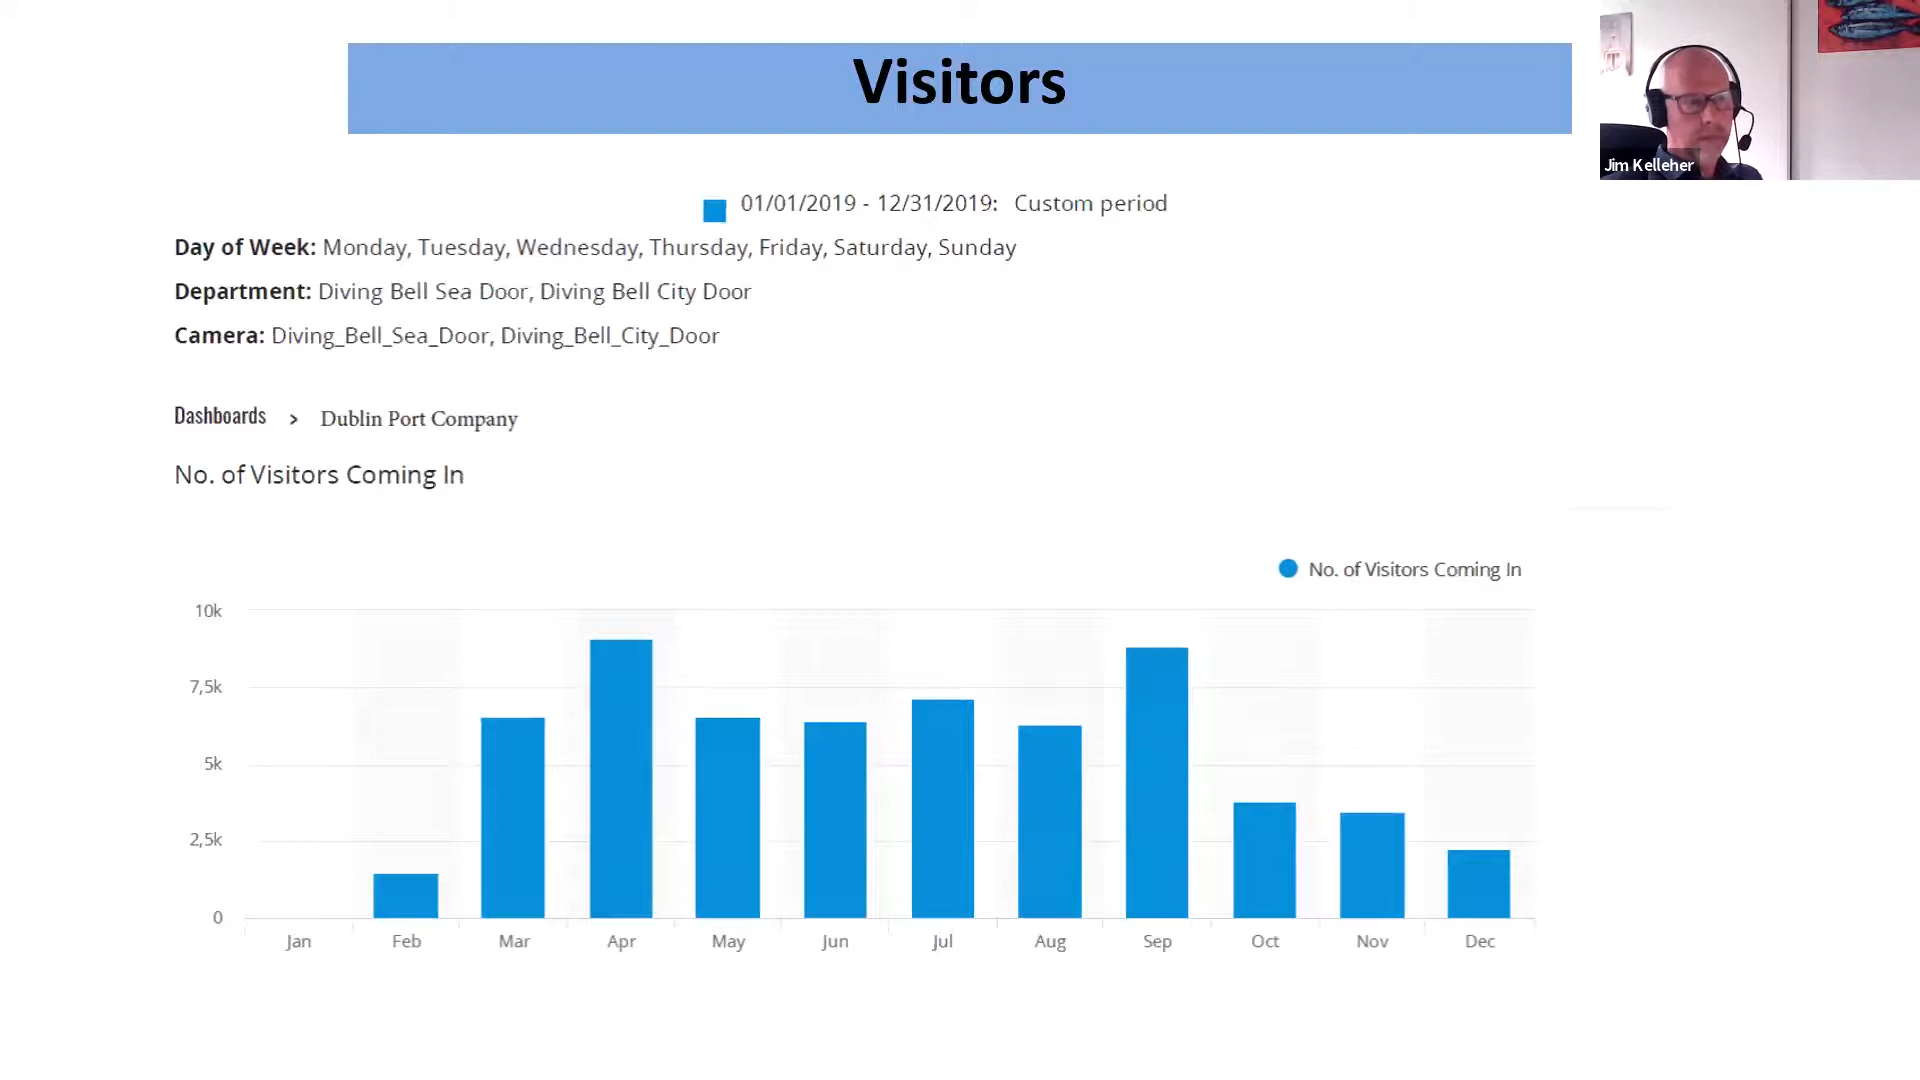 Visitors
Jim Kelleher
01/01/2019 - 12/31/2019: Custom period
Day of Week: Monday, Tuesday, Wednesday, Thursday, Friday, Saturday, Sunday
Department: Diving Bell Sea Door, Diving Bell City Door
Camera: Diving_Bell_Sea_Door, Diving_Bell_City_Door
Dashboards > Dublin Port Company
No. of Visitors Coming In
No. of Visitors Coming In
10k
7,5k
5k
2,5k
0
Jan Feb Mar Apr May Jun Jul Aug Sep Oct Nov Dec